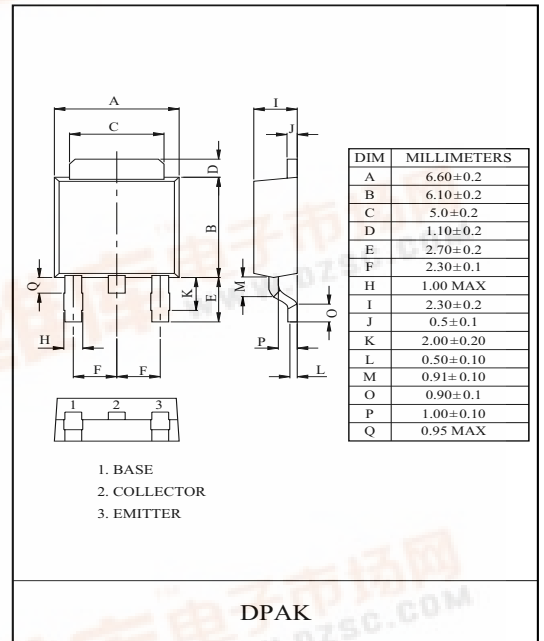 A
C
D
B
Q
K
E
H
F
F
1
2
3
I
J
M
O
P
L
DIM MILLIMETERS
A 6.60±0.2
B 6.10±0.2
C 5.0±0.2
D 1.10±0.2
E 2.70±0.2
F 2.30±0.1
H 1.00 MAX
I 2.30±0.2
J 0.5±0.1
K 2.00±0.20
L 0.50±0.10
M 0.91±0.10
O 0.90±0.1
P 1.00±0.10
Q 0.95 MAX
1. BASE
2. COLLECTOR
3. EMITTER
DPAK